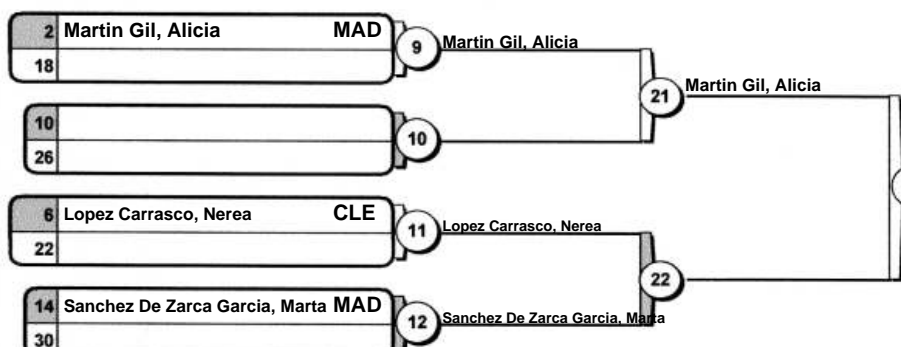 2 Martin Gil, Alicia MAD
18
9 Martin Gil, Alicia
21 Martin Gil, Alicia
10
26
10
6 Lopez Carrasco, Nerea CLE
22
11 Lopez Carrasco, Nerea
22
14 Sanchez De Zarca Garcia, Marta MAD
30
12 Sanchez De Zarca Garcia, Marta